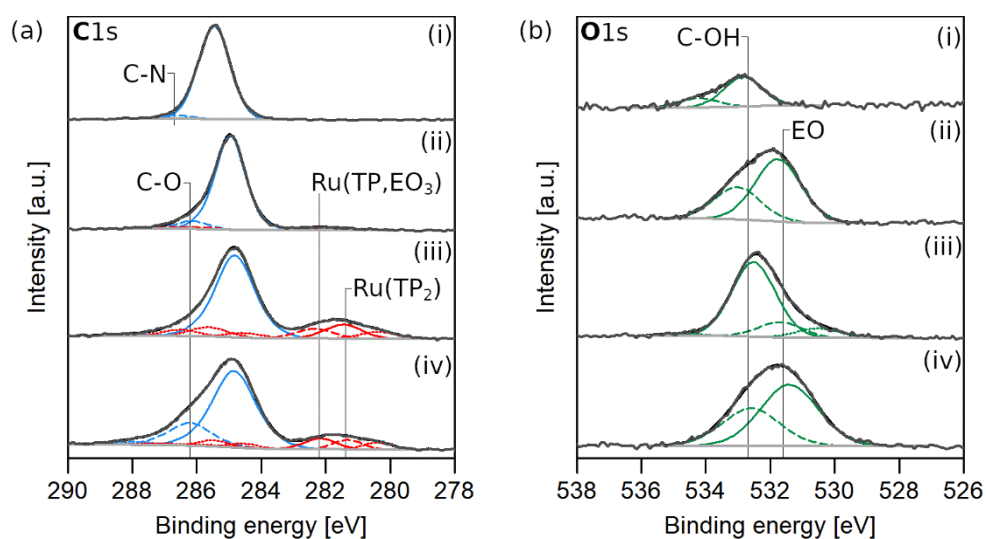 (a)
C1s
(i)
C-N
(ii)
C-O
Ru(TP,EO3)
(iii)
Ru(TP2)
(iv)
Intensity [a.u.]
290 288 286 284 282 280 278
Binding energy [eV]
(b)
O1s
(i)
C-OH
(ii)
EO
(iii)
(iv)
Intensity [a.u.]
538 536 534 532 530 528 526
Binding energy [eV]